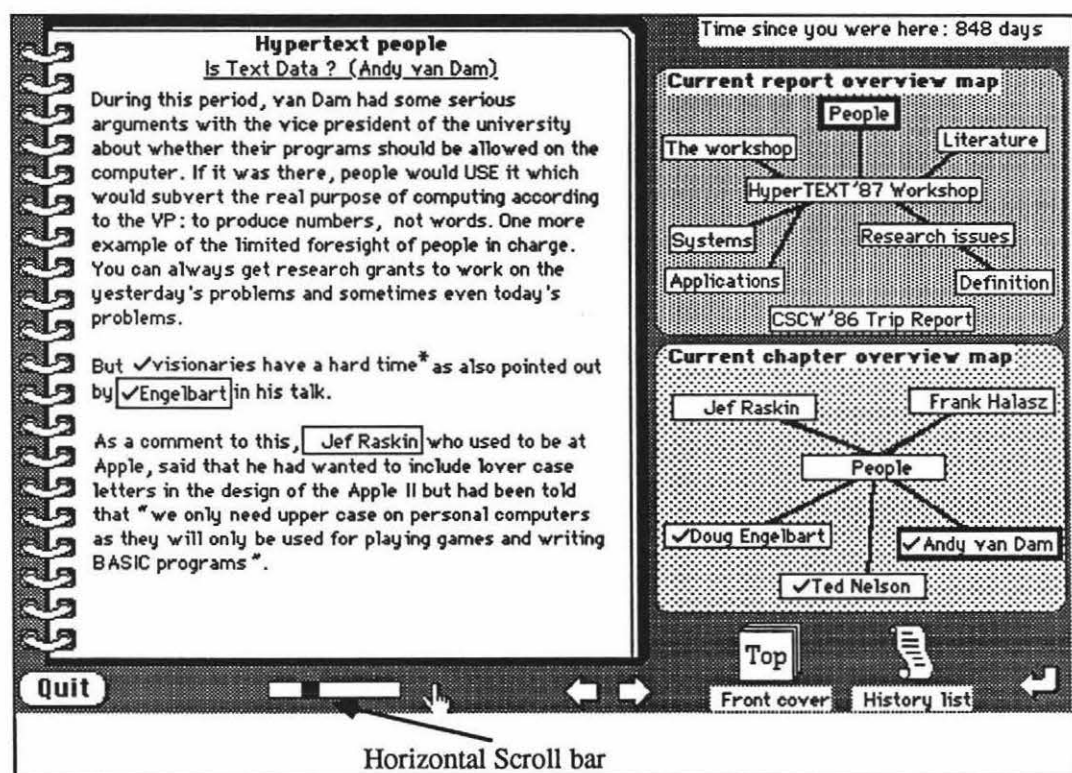 Hypertext people
Is Text Data ? (Andy van Dam)
During this period, van Dam had some serious
arguments with the vice president of the university
about whether their programs should be allowed on the
computer. If it was there, people would USE it which
would subvert the real purpose of computing according
to the VP: to produce numbers, not words. One more
example of the limited foresight of people in charge.
You can always get research grants to work on the
yesterday's problems and sometimes even today's
problems.
But ✓visionaries have a hard time* as also pointed out
by ✓Engelbart in his talk.
As a comment to this, Jef Raskin who used to be at
Apple, said that he had wanted to include lover case
letters in the design of the Apple II but had been told
that "we only need upper case on personal computers
as they will only be used for playing games and writing
BASIC programs".
Time since you were here: 848 days
Current report overview map
People
The workshop
Literature
HyperTEXT'87 Workshop
Systems
Research issues
Applications
Definition
CSCW'86 Trip Report
Current chapter overview map
Jef Raskin
Frank Halasz
People
✓Doug Engelbart
✓Andy van Dam
✓Ted Nelson
Quit
Top
Front cover
History list
Horizontal Scroll bar